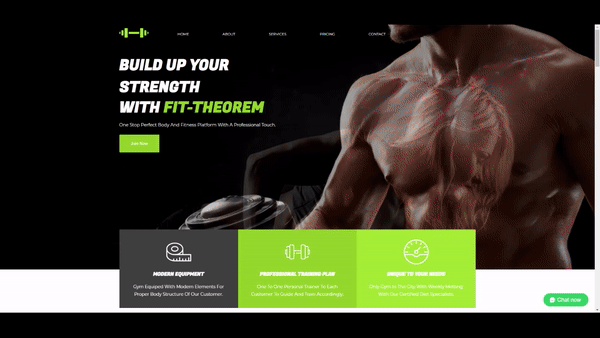 HOME ABOUT SERVICES PRICING CONTACT
BUILD UP YOUR
STRENGTH
WITH FIT-THEOREM
One Stop Perfect Body And Fitness Platform With A Professional Touch.
Join Now
MODERN EQUIPMENT
Gym Equiped With Modern Elements For
Proper Body Structure Of Our Customer.
PROFESSIONAL TRAINING PLAN
One To One Personal Trainer To Each
Customer To Guide And Train Accordingly.
UNIQUE TO YOUR NEEDS
Only Gym In The City With Weekly Meeting
With Our Certified Diet Specialists.
Chat now